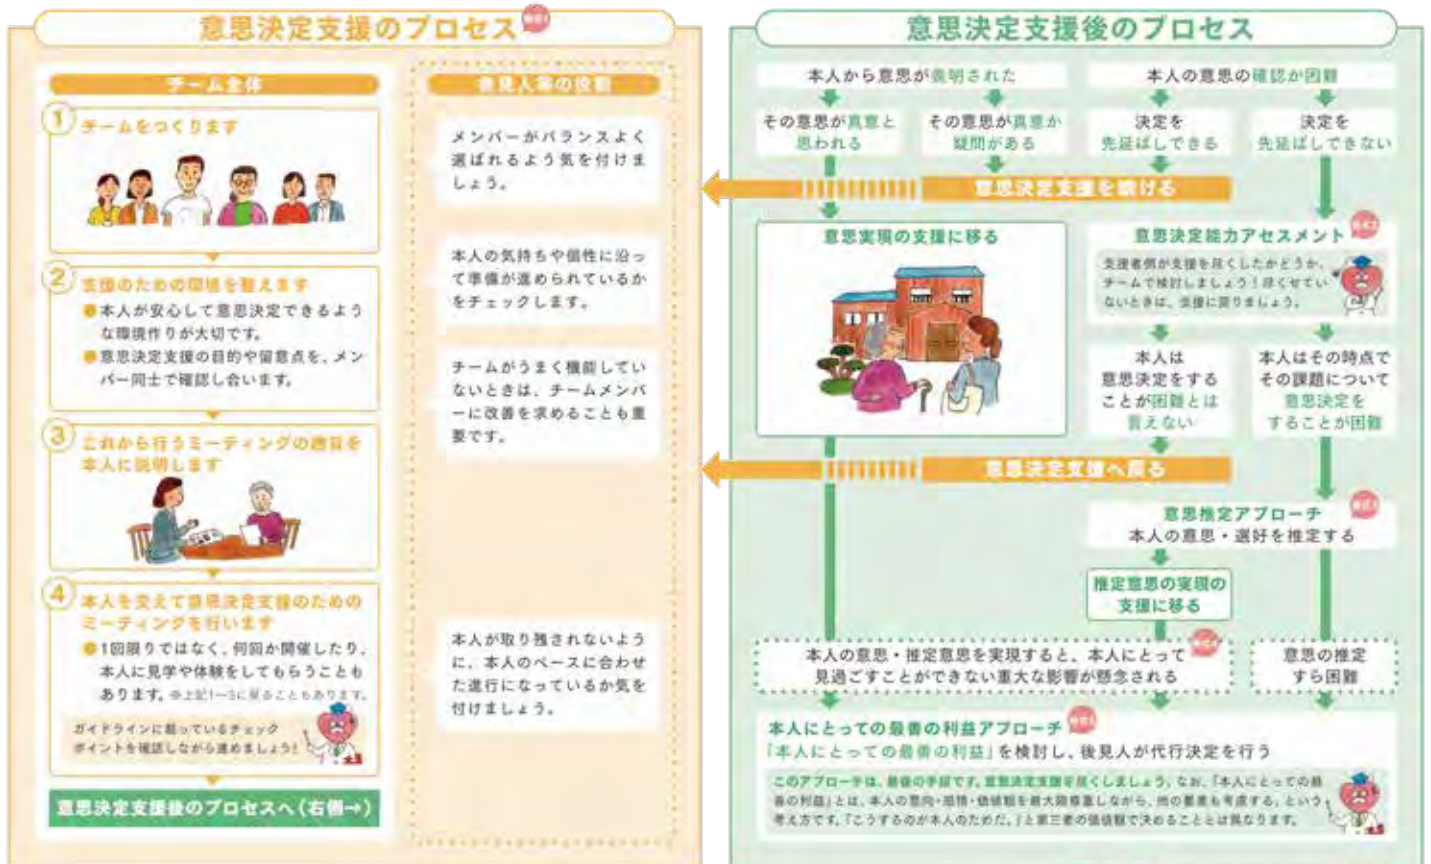 意思決定支援のプロセス
チーム全体
① チームをつくります
② 支援のための環境を整えます
●本人が安心して意思決定できるよう
な環境作りが大切です。
●意思決定支援の目的や留意点を、メン
バー同士で確認し合います。
③ これから行うミーティングの趣旨を
本人に説明します
④ 本人を交えて意思決定支援のための
ミーティングを行います
●1回限りではなく、何回か開催したり、
本人に見学や体験をしてもらうことも
あります。※上記1～3に戻ることもあります。
ガイドラインに載っているチェック
ポイントを確認しながら進めましょう!
意思決定支援後のプロセスへ(右側→)
後見人等の役割
メンバーがバランスよく
選ばれるよう気を付けま
しょう。
本人の気持ちや個性に沿っ
て準備が進められているか
をチェックします。
チームがうまく機能してい
ないときは、チームメンバ
ーに改善を求めることも重
要です。
本人が取り残されないよう
に、本人のペースに合わせ
た進行になっているか気を
付けましょう。
意思決定支援後のプロセス
本人から意思が表明された
本人の意思の確認が困難
その意思が真意と
思われる
その意思が真意か
疑問がある
決定を
先延ばしできる
決定を
先延ばしできない
意思決定支援を続ける
意思実現の支援に移る
意思決定能力アセスメント
支援者側が支援を尽くしたかどうか、
チームで検討しましょう!尽くせてい
ないときは、支援に戻りましょう。
本人は
意思決定をする
ことが困難とは
言えない
本人はその時点で
その課題について
意思決定を
することが困難
意思決定支援へ戻る
意思推定アプローチ
本人の意思・選好を推定する
推定意思の実現の
支援に移る
本人の意思・推定意思を実現すると、本人にとって
見過ごすことができない重大な影響が懸念される
意思の推定
すら困難
本人にとっての最善の利益アプローチ
「本人にとっての最善の利益」を検討し、後見人が代行決定を行う
このアプローチは、最後の手段です。意思決定支援を尽くしましょう。なお、「本人にとっての最
善の利益」とは、本人の意向・感情・価値観を最大限尊重しながら、他の要素も考慮する、という
考え方です。「こうするのが本人のためだ。」と第三者の価値観で決めることとは異なります。